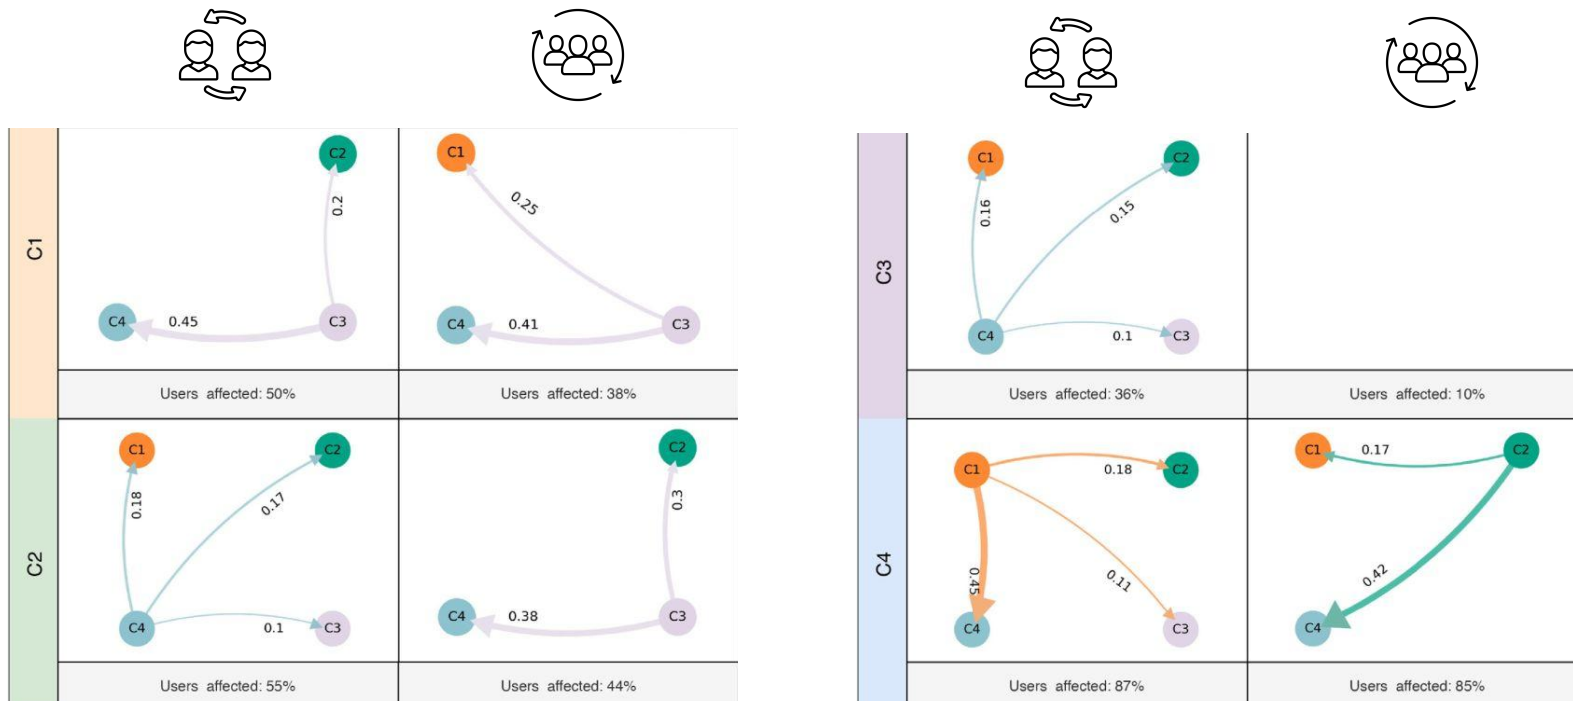 C1
C2
0.2
C4
0.45
C3
Users affected: 50%
C1
0.25
C4
0.41
C3
Users affected: 38%
C2
C1
C2
0.18
0.17
C4
0.1
C3
Users affected: 55%
C2
0.3
C4
0.38
C3
Users affected: 44%
C3
C1
C2
0.16
0.15
C4
0.1
C3
Users affected: 36%
Users affected: 10%
C4
C1
0.18
C2
0.45
0.11
C4
C3
Users affected: 87%
C1
0.17
C2
0.42
C4
Users affected: 85%